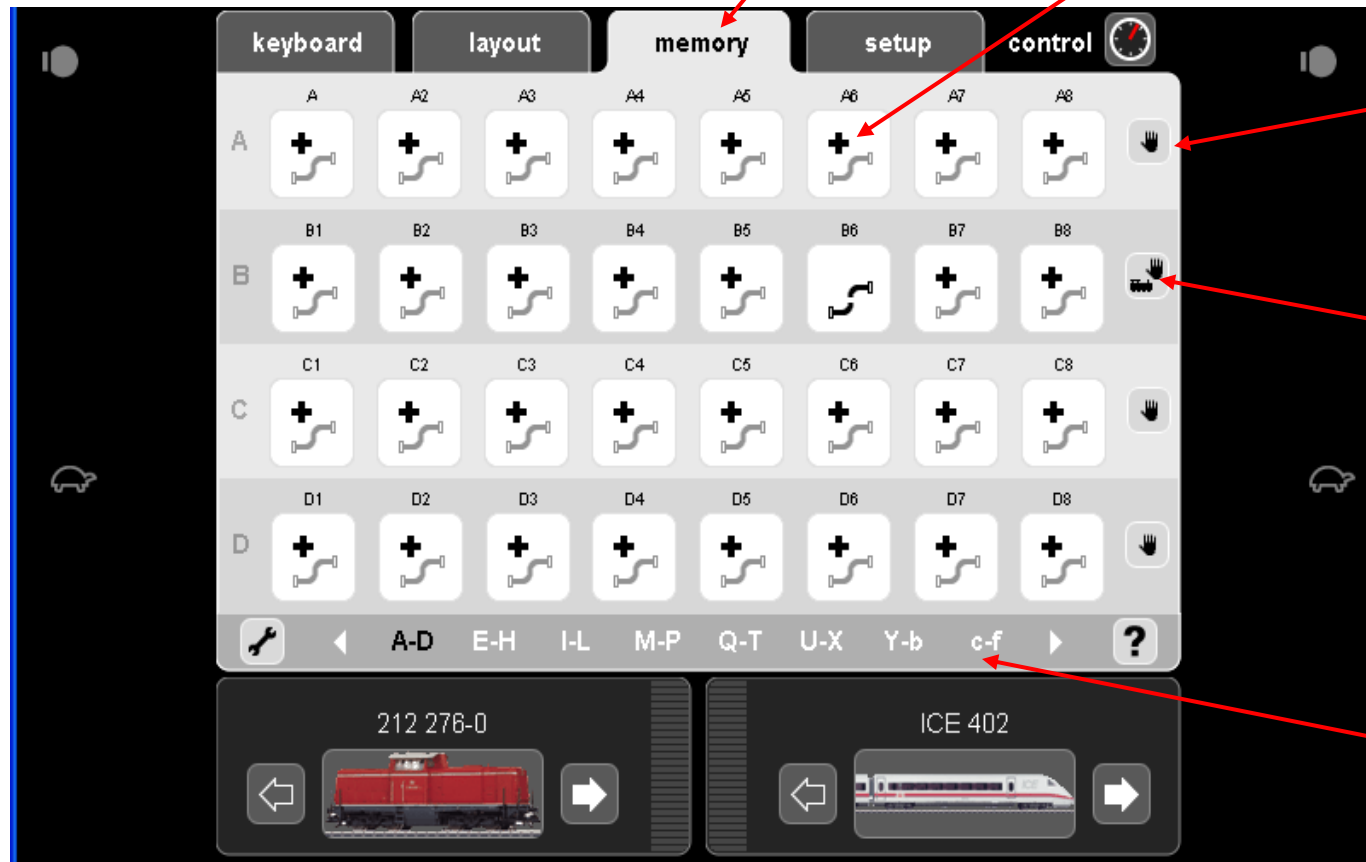 keyboard layout memory setup control
A A2 A3 A4 A5 A6 A7 A8
A
B1 B2 B3 B4 B5 B6 B7 B8
B
C1 C2 C3 C4 C5 C6 C7 C8
C
D1 D2 D3 D4 D5 D6 D7 D8
D
A-D E-H I-L M-P Q-T U-X Y-b c-f ?
212 276-0 ICE 402